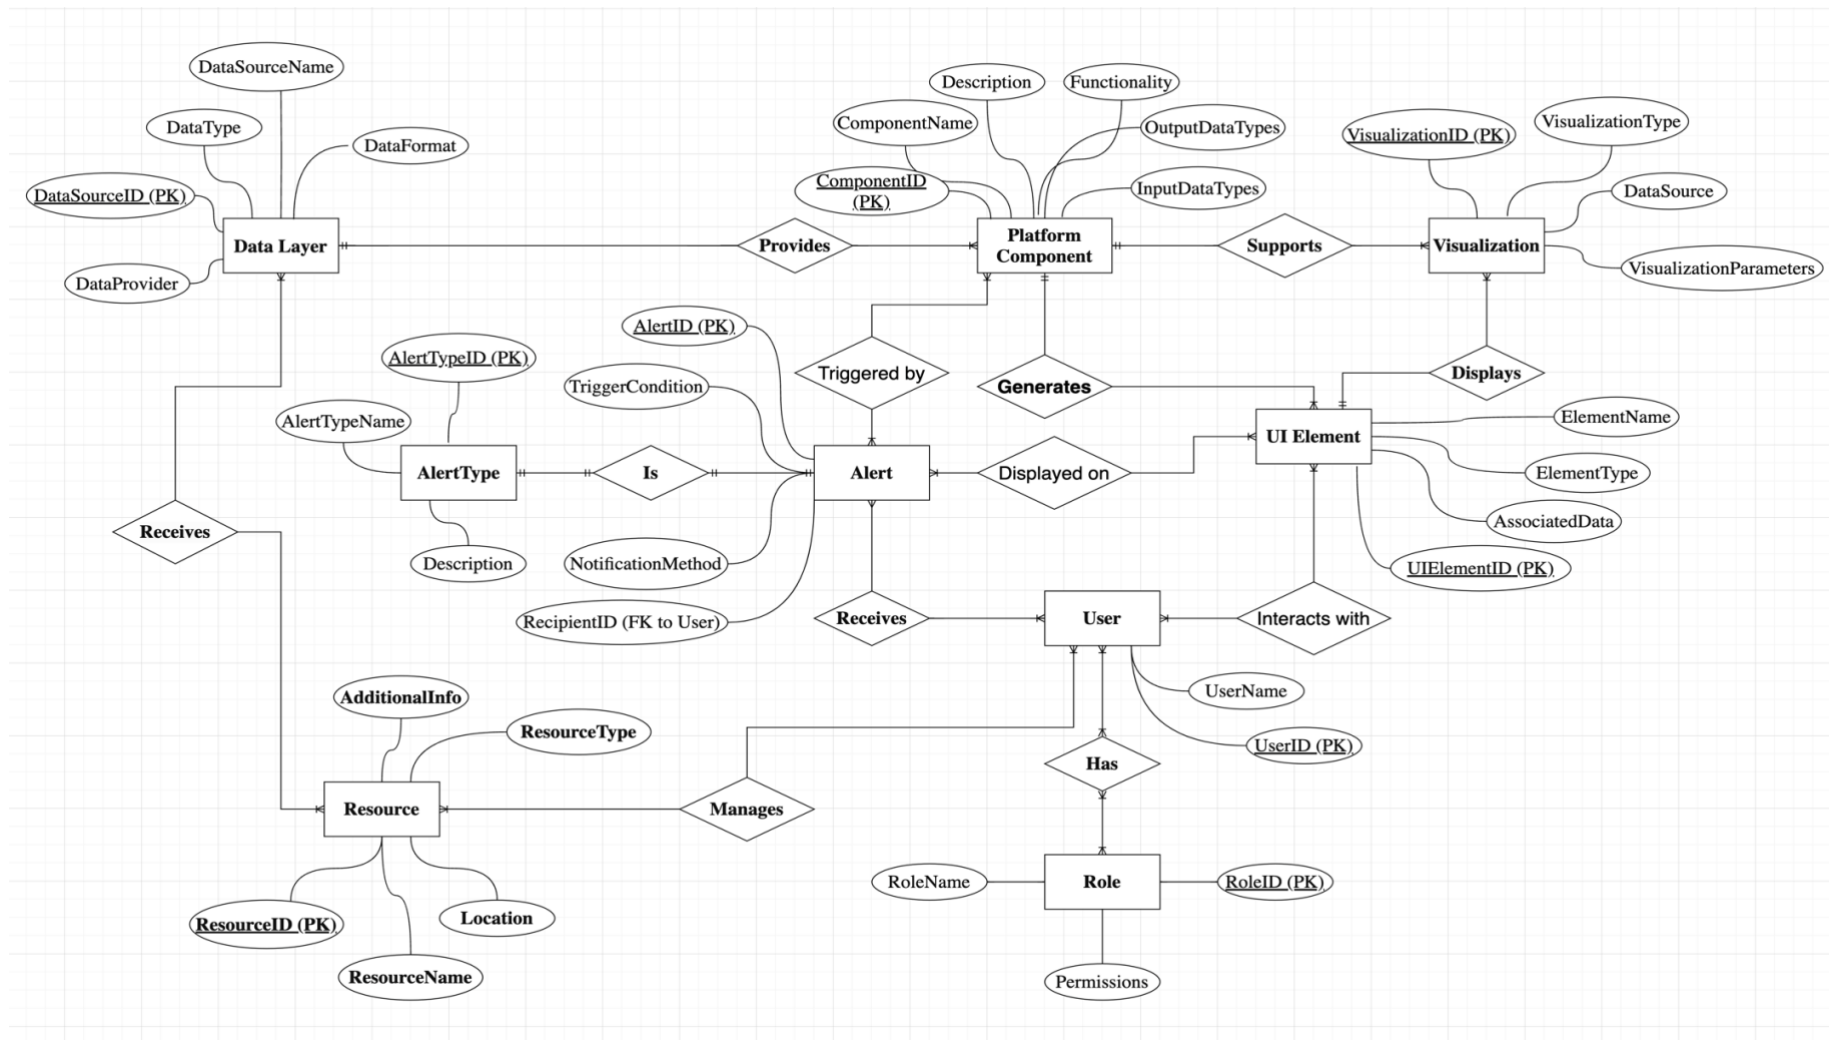 DataSourceName
DataType
DataFormat
DataSourceID (PK)
Data Layer
DataProvider
Provides
Description
Functionality
ComponentName
OutputDataTypes
ComponentID
(PK)
InputDataTypes
Platform
Component
Supports
VisualizationID (PK)
VisualizationType
DataSource
Visualization
VisualizationParameters
AlertID (PK)
AlertTypeID (PK)
TriggerCondition
Triggered by
Generates
Displays
AlertTypeName
ElementName
UI Element
AlertType
Is
Alert
Displayed on
ElementType
AssociatedData
Receives
Description
NotificationMethod
UIElementID (PK)
RecipientID (FK to User)
Receives
User
Interacts with
AdditionalInfo
UserName
ResourceType
UserID (PK)
Has
Resource
Manages
RoleName
Role
RoleID (PK)
ResourceID (PK)
Location
ResourceName
Permissions